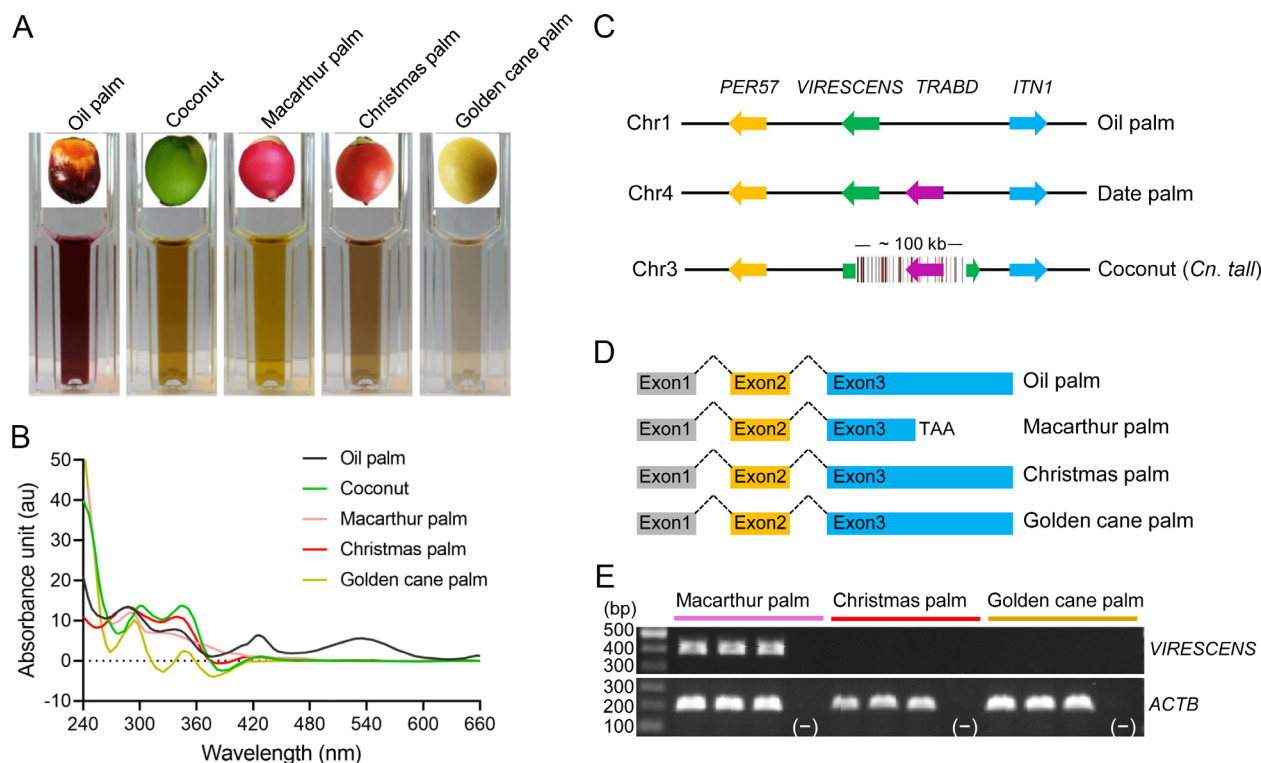 A
Oil palm
Coconut
Macarthur palm
Christmas palm
Golden cane palm
B
Absorbance unit (au)
50
40
30
20
10
0
-10
240 300 360 420 480 540 600 660
Wavelength (nm)
Oil palm
Coconut
Macarthur palm
Christmas palm
Golden cane palm
C
PER57 VIRESCENS TRABD ITN1
Chr1 Oil palm
Chr4 Date palm
~ 100 kb
Chr3 Coconut (Cn. tall)
D
Exon1 Exon2 Exon3 Oil palm
Exon1 Exon2 Exon3 TAA Macarthur palm
Exon1 Exon2 Exon3 Christmas palm
Exon1 Exon2 Exon3 Golden cane palm
E
(bp) Macarthur palm Christmas palm Golden cane palm
500
400 VIRESCENS
300
300
200 ACTB
100 (−) (−) (−)